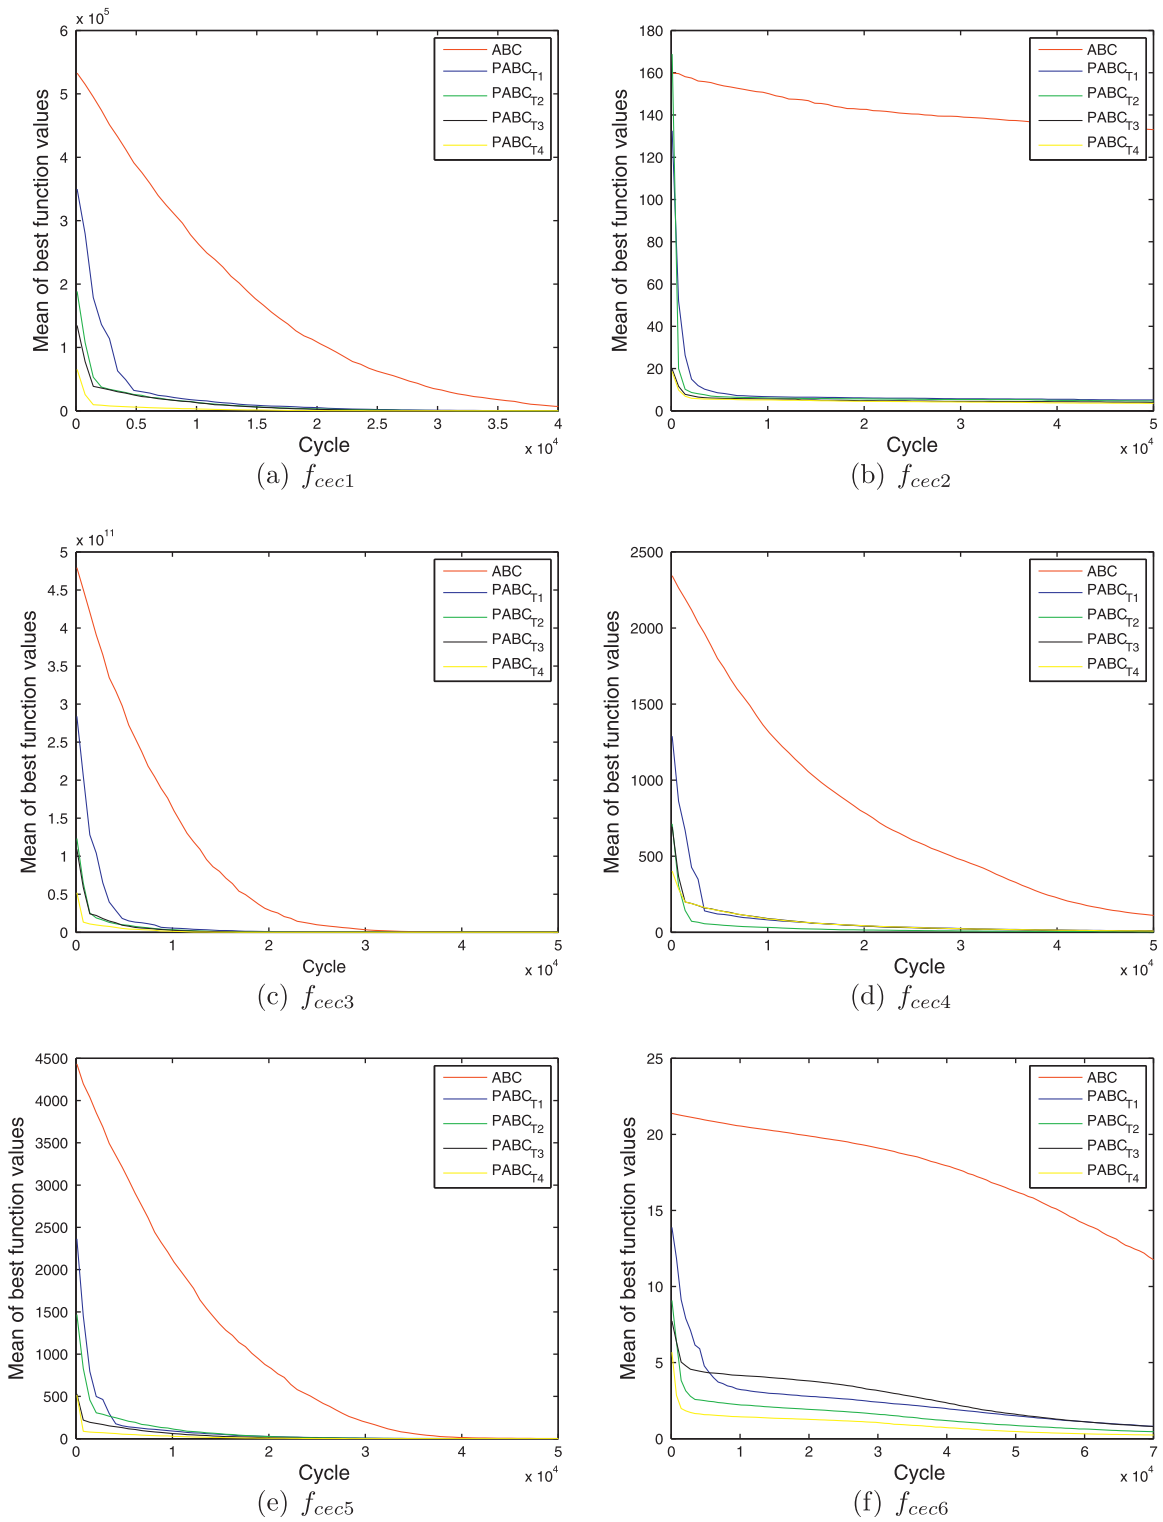 x 10^5
6
5
4
3
2
1
0
Mean of best function values
ABC
PABC_T1
PABC_T2
PABC_T3
PABC_T4
0 0.5 1 1.5 2 2.5 3 3.5 4
x 10^4
Cycle
(a) f_cec1
180
160
140
120
100
80
60
40
20
0
Mean of best function values
ABC
PABC_T1
PABC_T2
PABC_T3
PABC_T4
0 1 2 3 4 5
x 10^4
Cycle
(b) f_cec2
x 10^11
5
4.5
4
3.5
3
2.5
2
1.5
1
0.5
0
Mean of best function values
ABC
PABC_T1
PABC_T2
PABC_T3
PABC_T4
0 1 2 3 4 5
x 10^4
Cycle
(c) f_cec3
2500
2000
1500
1000
500
0
Mean of best function values
ABC
PABC_T1
PABC_T2
PABC_T3
PABC_T4
0 1 2 3 4 5
x 10^4
Cycle
(d) f_cec4
4500
4000
3500
3000
2500
2000
1500
1000
500
0
Mean of best function values
ABC
PABC_T1
PABC_T2
PABC_T3
PABC_T4
0 1 2 3 4 5
x 10^4
Cycle
(e) f_cec5
25
20
15
10
5
0
Mean of best function values
ABC
PABC_T1
PABC_T2
PABC_T3
PABC_T4
0 1 2 3 4 5 6 7
x 10^4
Cycle
(f) f_cec6